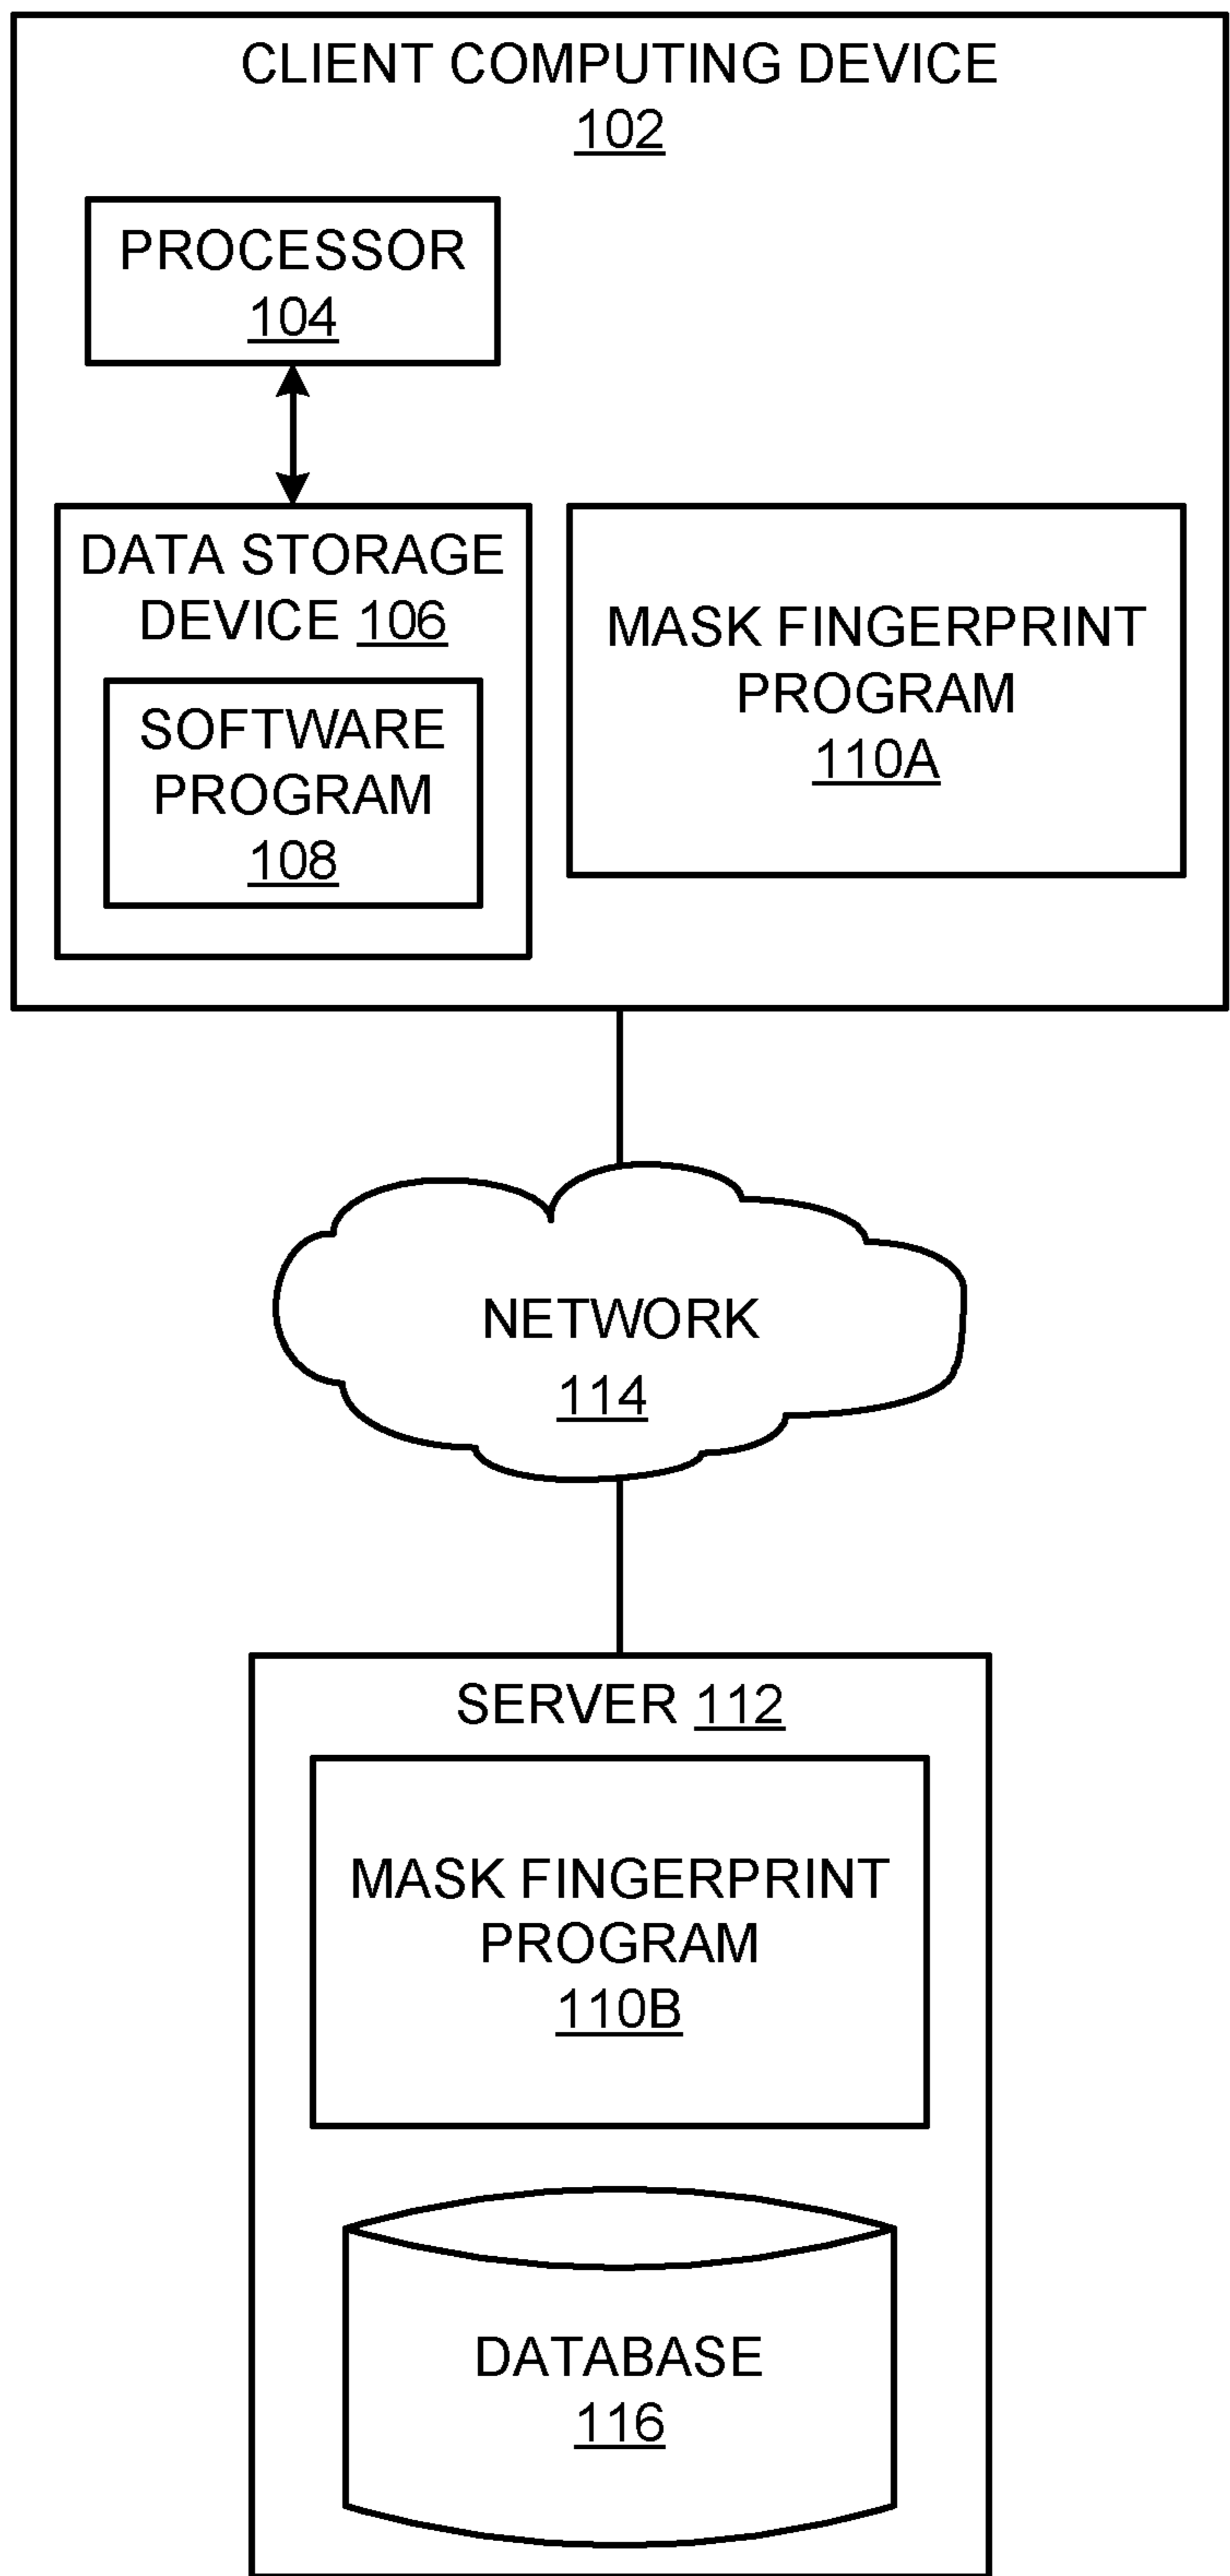 CLIENT COMPUTING DEVICE
102
PROCESSOR
104
DATA STORAGE
DEVICE 106
SOFTWARE
PROGRAM
108
MASK FINGERPRINT
PROGRAM
110A
NETWORK
114
SERVER 112
MASK FINGERPRINT
PROGRAM
110B
DATABASE
116